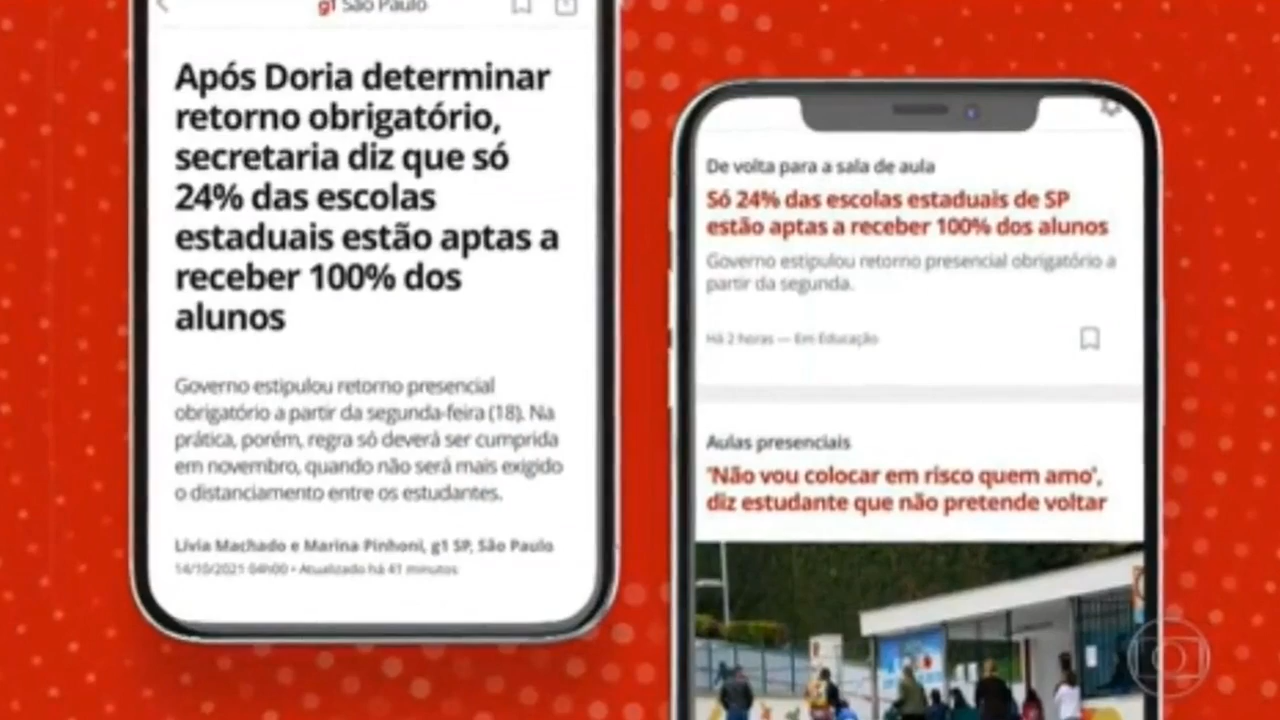 g1 São Paulo
Após Doria determinar
retorno obrigatório,
secretaria diz que só
24% das escolas
estaduais estão aptas a
receber 100% dos
alunos
Governo estipulou retorno presencial
obrigatório a partir da segunda-feira (18). Na
prática, porém, regra só deverá ser cumprida
em novembro, quando não será mais exigido
o distanciamento entre os estudantes.
Lívia Machado e Marina Pinhoni, g1 SP, São Paulo
14/10/2021 04h00 • Atualizado há 41 minutos
De volta para a sala de aula
Só 24% das escolas estaduais de SP
estão aptas a receber 100% dos alunos
Governo estipulou retorno presencial obrigatório a
partir da segunda.
Há 2 horas — Em Educação
Aulas presenciais
'Não vou colocar em risco quem amo',
diz estudante que não pretende voltar